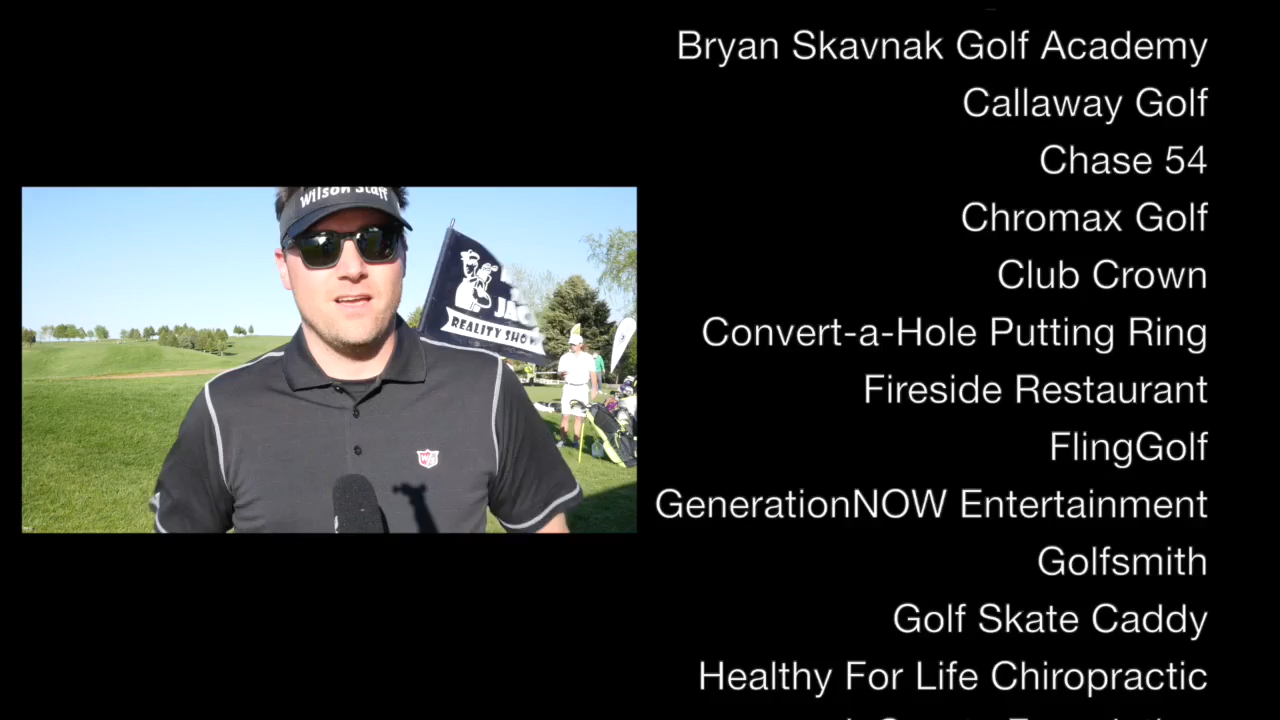 Wilson Staff
JAC
REALITY SHOW
W/S
Bryan Skavnak Golf Academy
Callaway Golf
Chase 54
Chromax Golf
Club Crown
Convert-a-Hole Putting Ring
Fireside Restaurant
FlingGolf
GenerationNOW Entertainment
Golfsmith
Golf Skate Caddy
Healthy For Life Chiropractic